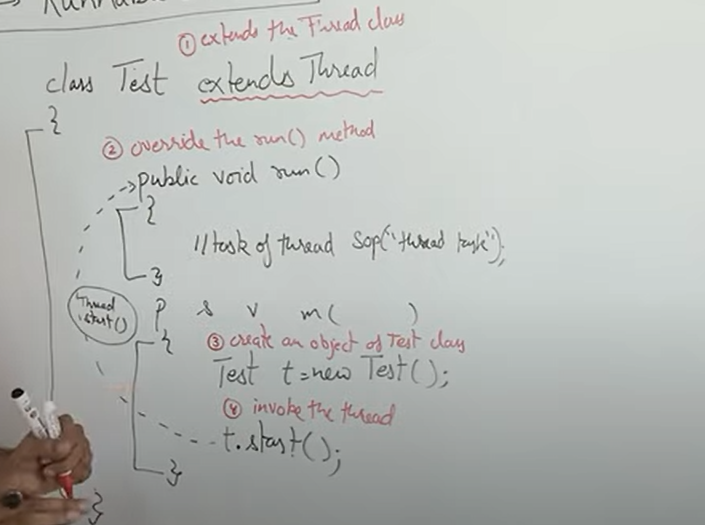 ① extends the Thread class
class Test extends Thread
{
② override the run() method
public void run()
{
//task of thread Sop("thread task");
}
Thread
.start()
P s v m( )
{
③ create an object of Test class
Test t=new Test();
④ invoke the thread
t.start();
}
}